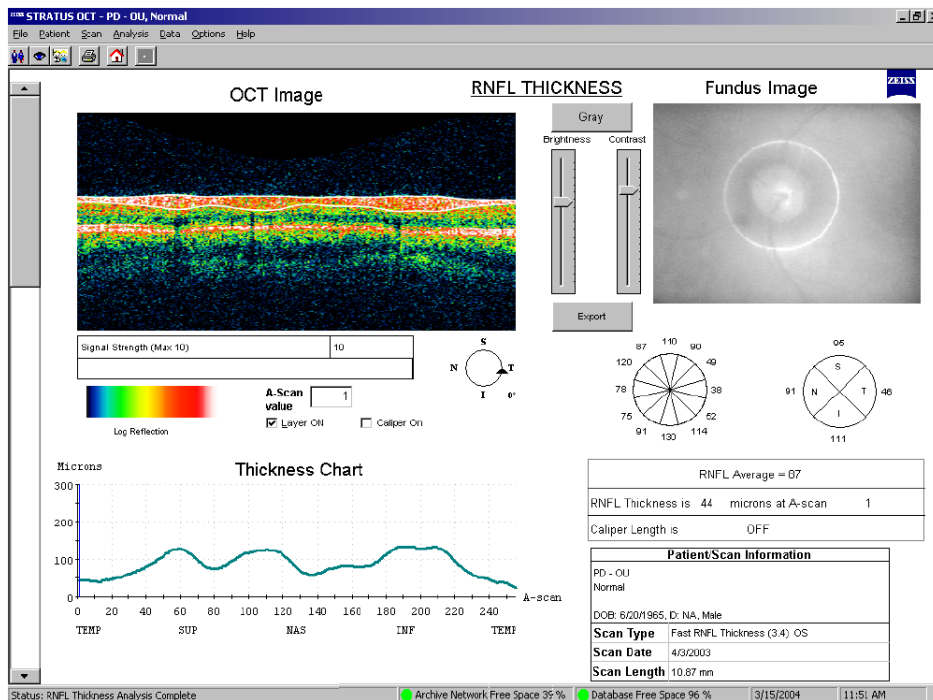 ZEISS STRATUS OCT - PD - OU, Normal
File Patient Scan Analysis Data Options Help
ZEISS
OCT Image
RNFL THICKNESS
Fundus Image
Gray
Brightness Contrast
Export
Signal Strength (Max 10) 10
S
N T
I 0°
A-Scan value 1
Layer ON Caliper On
Log Reflection
87 110 90
120 49
78 38
75 52
91 130 114
95
S
91 N T 46
I
111
Microns
Thickness Chart
300
200
100
0
A-scan
0 20 40 60 80 100 120 140 160 180 200 220 240
TEMP SUP NAS INF TEMP
RNFL Average = 87
RNFL Thickness is 44 microns at A-scan 1
Caliper Length is OFF
Patient/Scan Information
PD - OU
Normal
DOB: 6/20/1965, ID: NA, Male
Scan Type Fast RNFL Thickness (3.4) OS
Scan Date 4/3/2003
Scan Length 10.87 mm
Status: RNFL Thickness Analysis Complete
Archive Network Free Space 39 %
Database Free Space 96 %
3/15/2004
11:51 AM